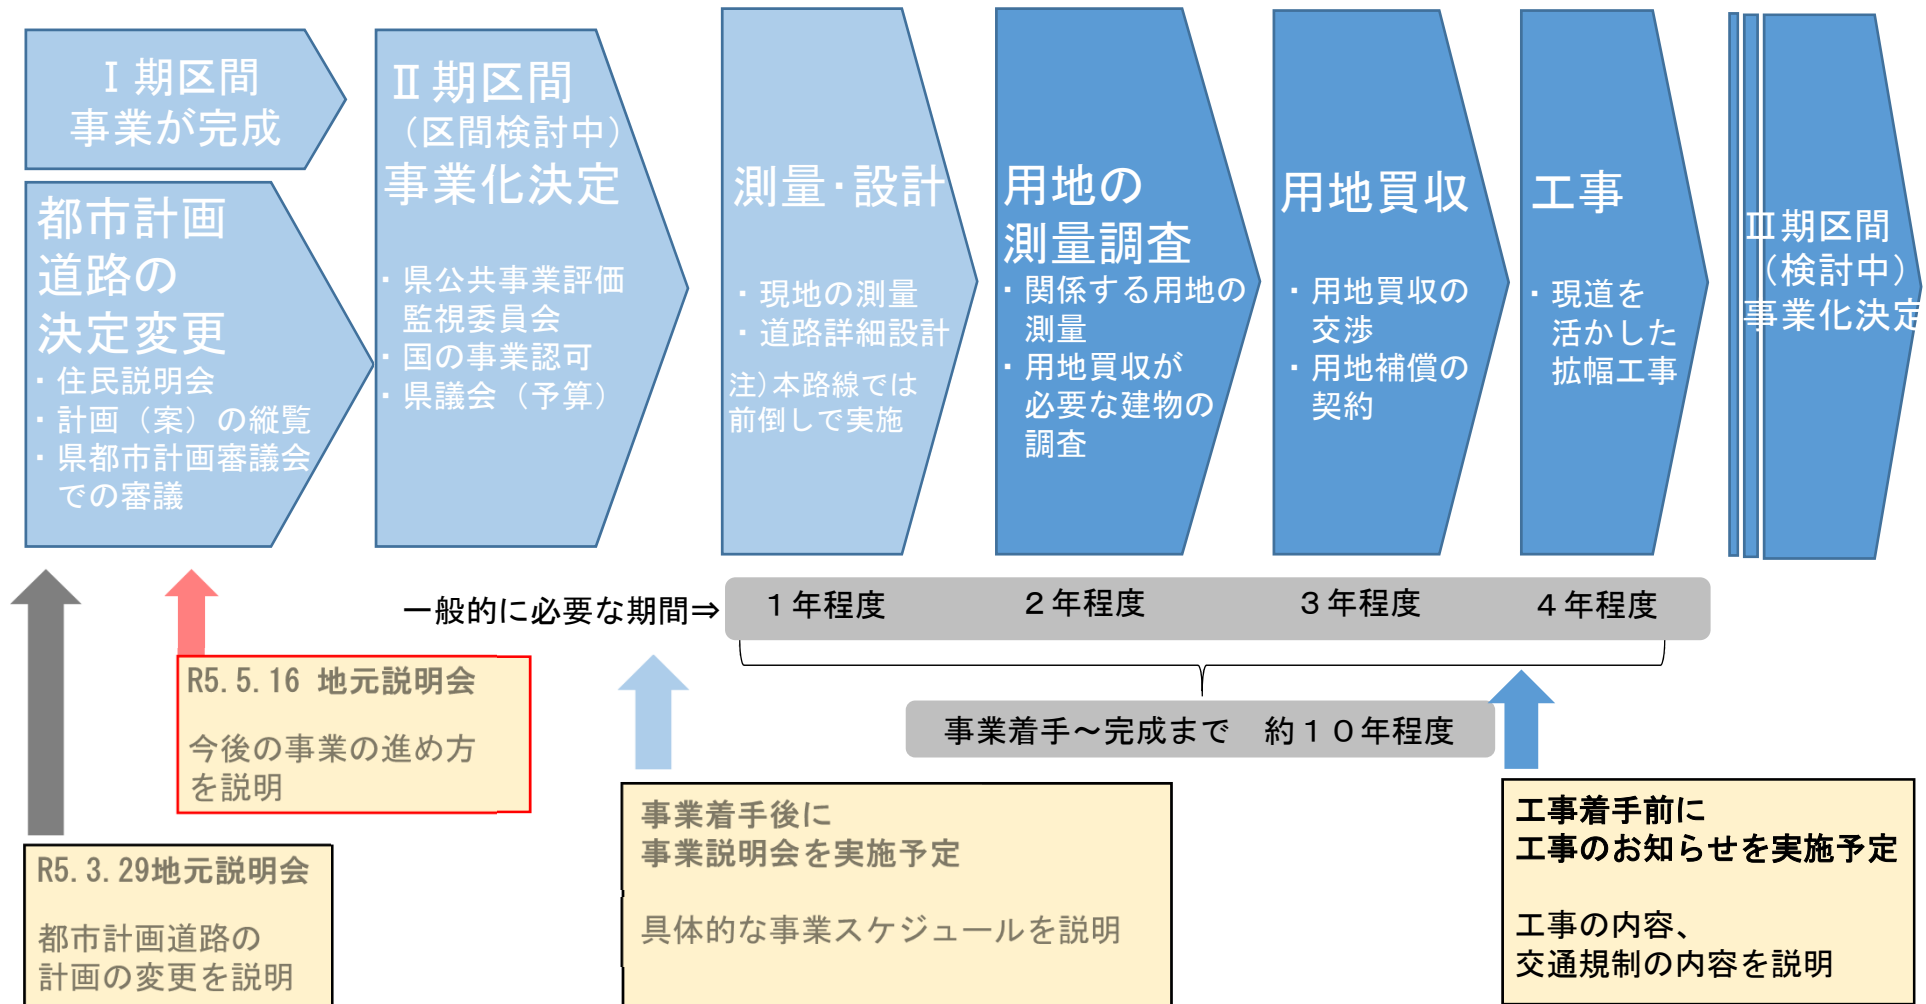 Ⅰ期区間
事業が完成
都市計画
道路の
決定変更
・住民説明会
・計画（案）の縦覧
・県都市計画審議会
での審議
Ⅱ期区間
（区間検討中）
事業化決定
・県公共事業評価
監視委員会
・国の事業認可
・県議会（予算）
測量・設計
・現地の測量
・道路詳細設計
注）本路線では
前倒しで実施
用地の
測量調査
・関係する用地の
測量
・用地買収が
必要な建物の
調査
用地買収
・用地買収の
交渉
・用地補償の
契約
工事
・現道を
活かした
拡幅工事
Ⅲ期区間
（検討中）
事業化決定
一般的に必要な期間⇒
１年程度
２年程度
３年程度
４年程度
事業着手～完成まで　約１０年程度
R5.5.16 地元説明会
今後の事業の進め方
を説明
R5.3.29地元説明会
都市計画道路の
計画の変更を説明
事業着手後に
事業説明会を実施予定
具体的な事業スケジュールを説明
工事着手前に
工事のお知らせを実施予定
工事の内容、
交通規制の内容を説明